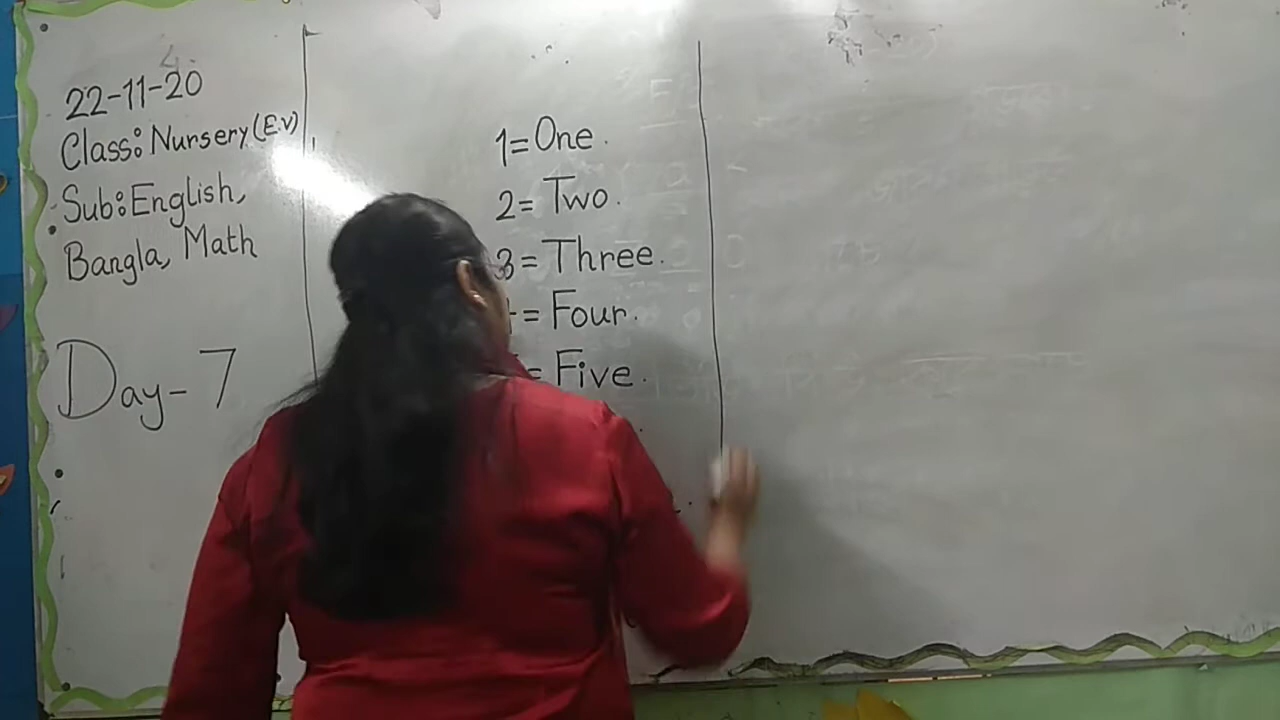 22-11-20
Class: Nursery (E.V)
Sub: English,
Bangla, Math
Day-7
1=One.
2= Two.
3= Three.
= Four.
= Five.